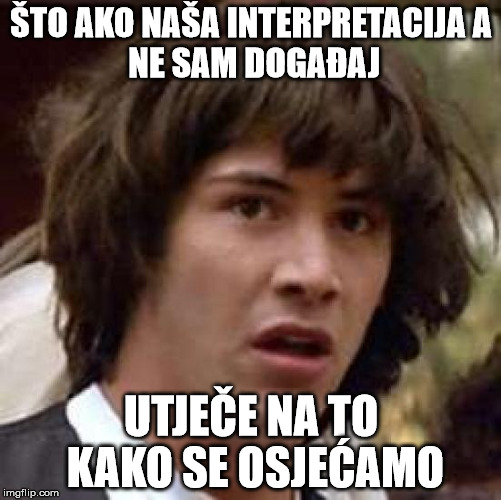 ŠTO AKO NAŠA INTERPRETACIJA A
NE SAM DOGAĐAJ
UTJEČE NA TO
KAKO SE OSJEĆAMO
imgflip.com